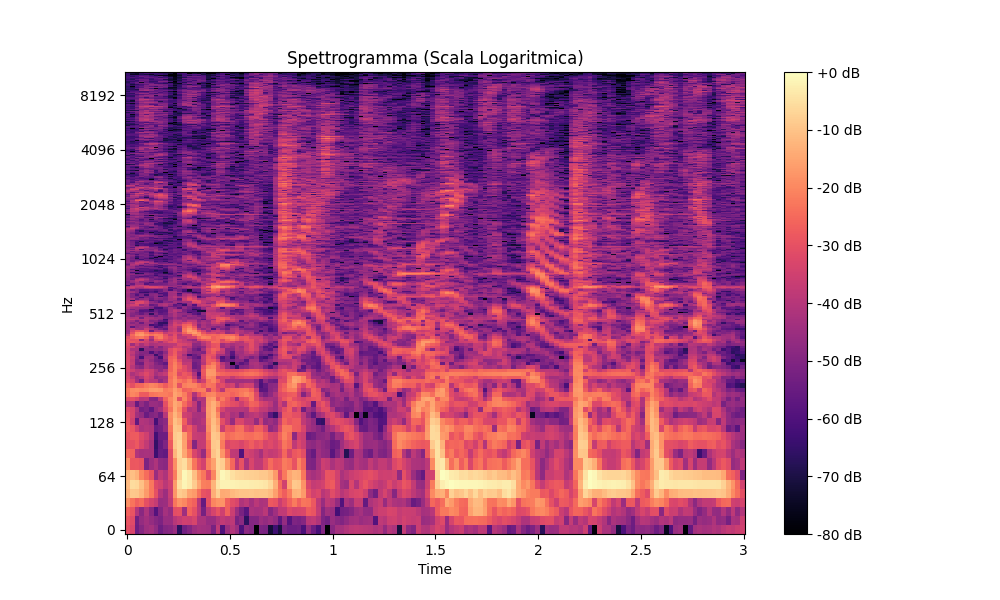 Spettrogramma (Scala Logaritmica)
8192
4096
2048
1024
512
256
128
64
0
Hz
0
0.5
1
1.5
2
2.5
3
Time
+0 dB
-10 dB
-20 dB
-30 dB
-40 dB
-50 dB
-60 dB
-70 dB
-80 dB